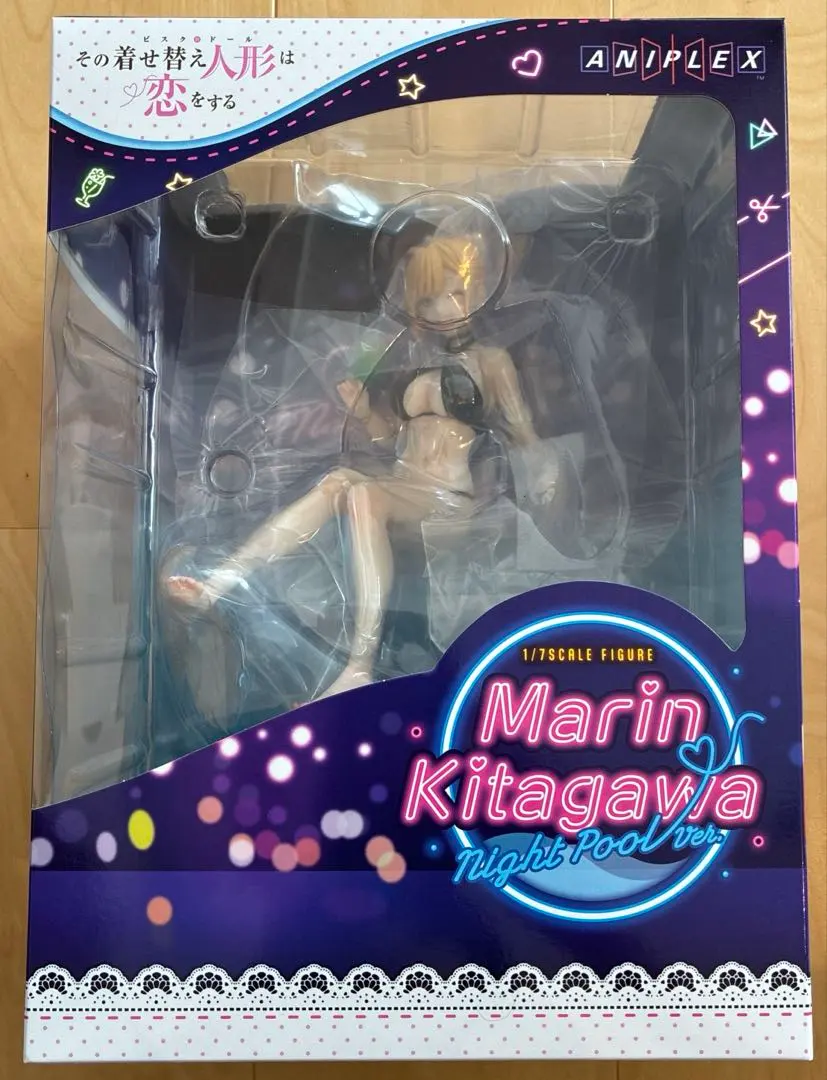 ビスク・ドール
その着せ替え人形は
恋をする
ANIPLEX
TM
1/7SCALE FIGURE
Marin
Kitagawa
Night Pool ver.